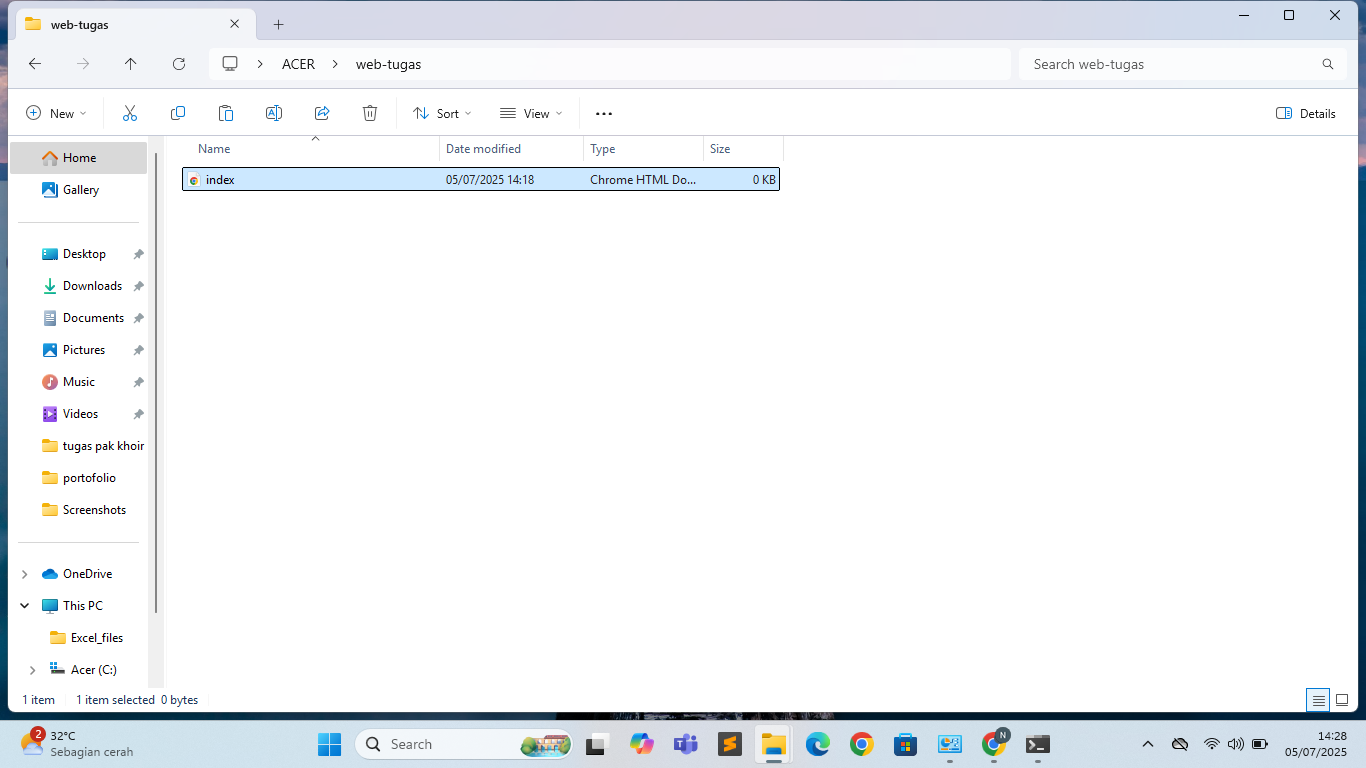 web-tugas
ACER
web-tugas
Search web-tugas
New
Sort
View
Details
Name Date modified Type Size
index 05/07/2025 14:18 Chrome HTML Do... 0 KB
Home
Gallery
Desktop
Downloads
Documents
Pictures
Music
Videos
tugas pak khoir
portofolio
Screenshots
OneDrive
This PC
Excel_files
Acer (C:)
1 item 1 item selected 0 bytes
2
32°C
Sebagian cerah
Search
N
14:28
05/07/2025